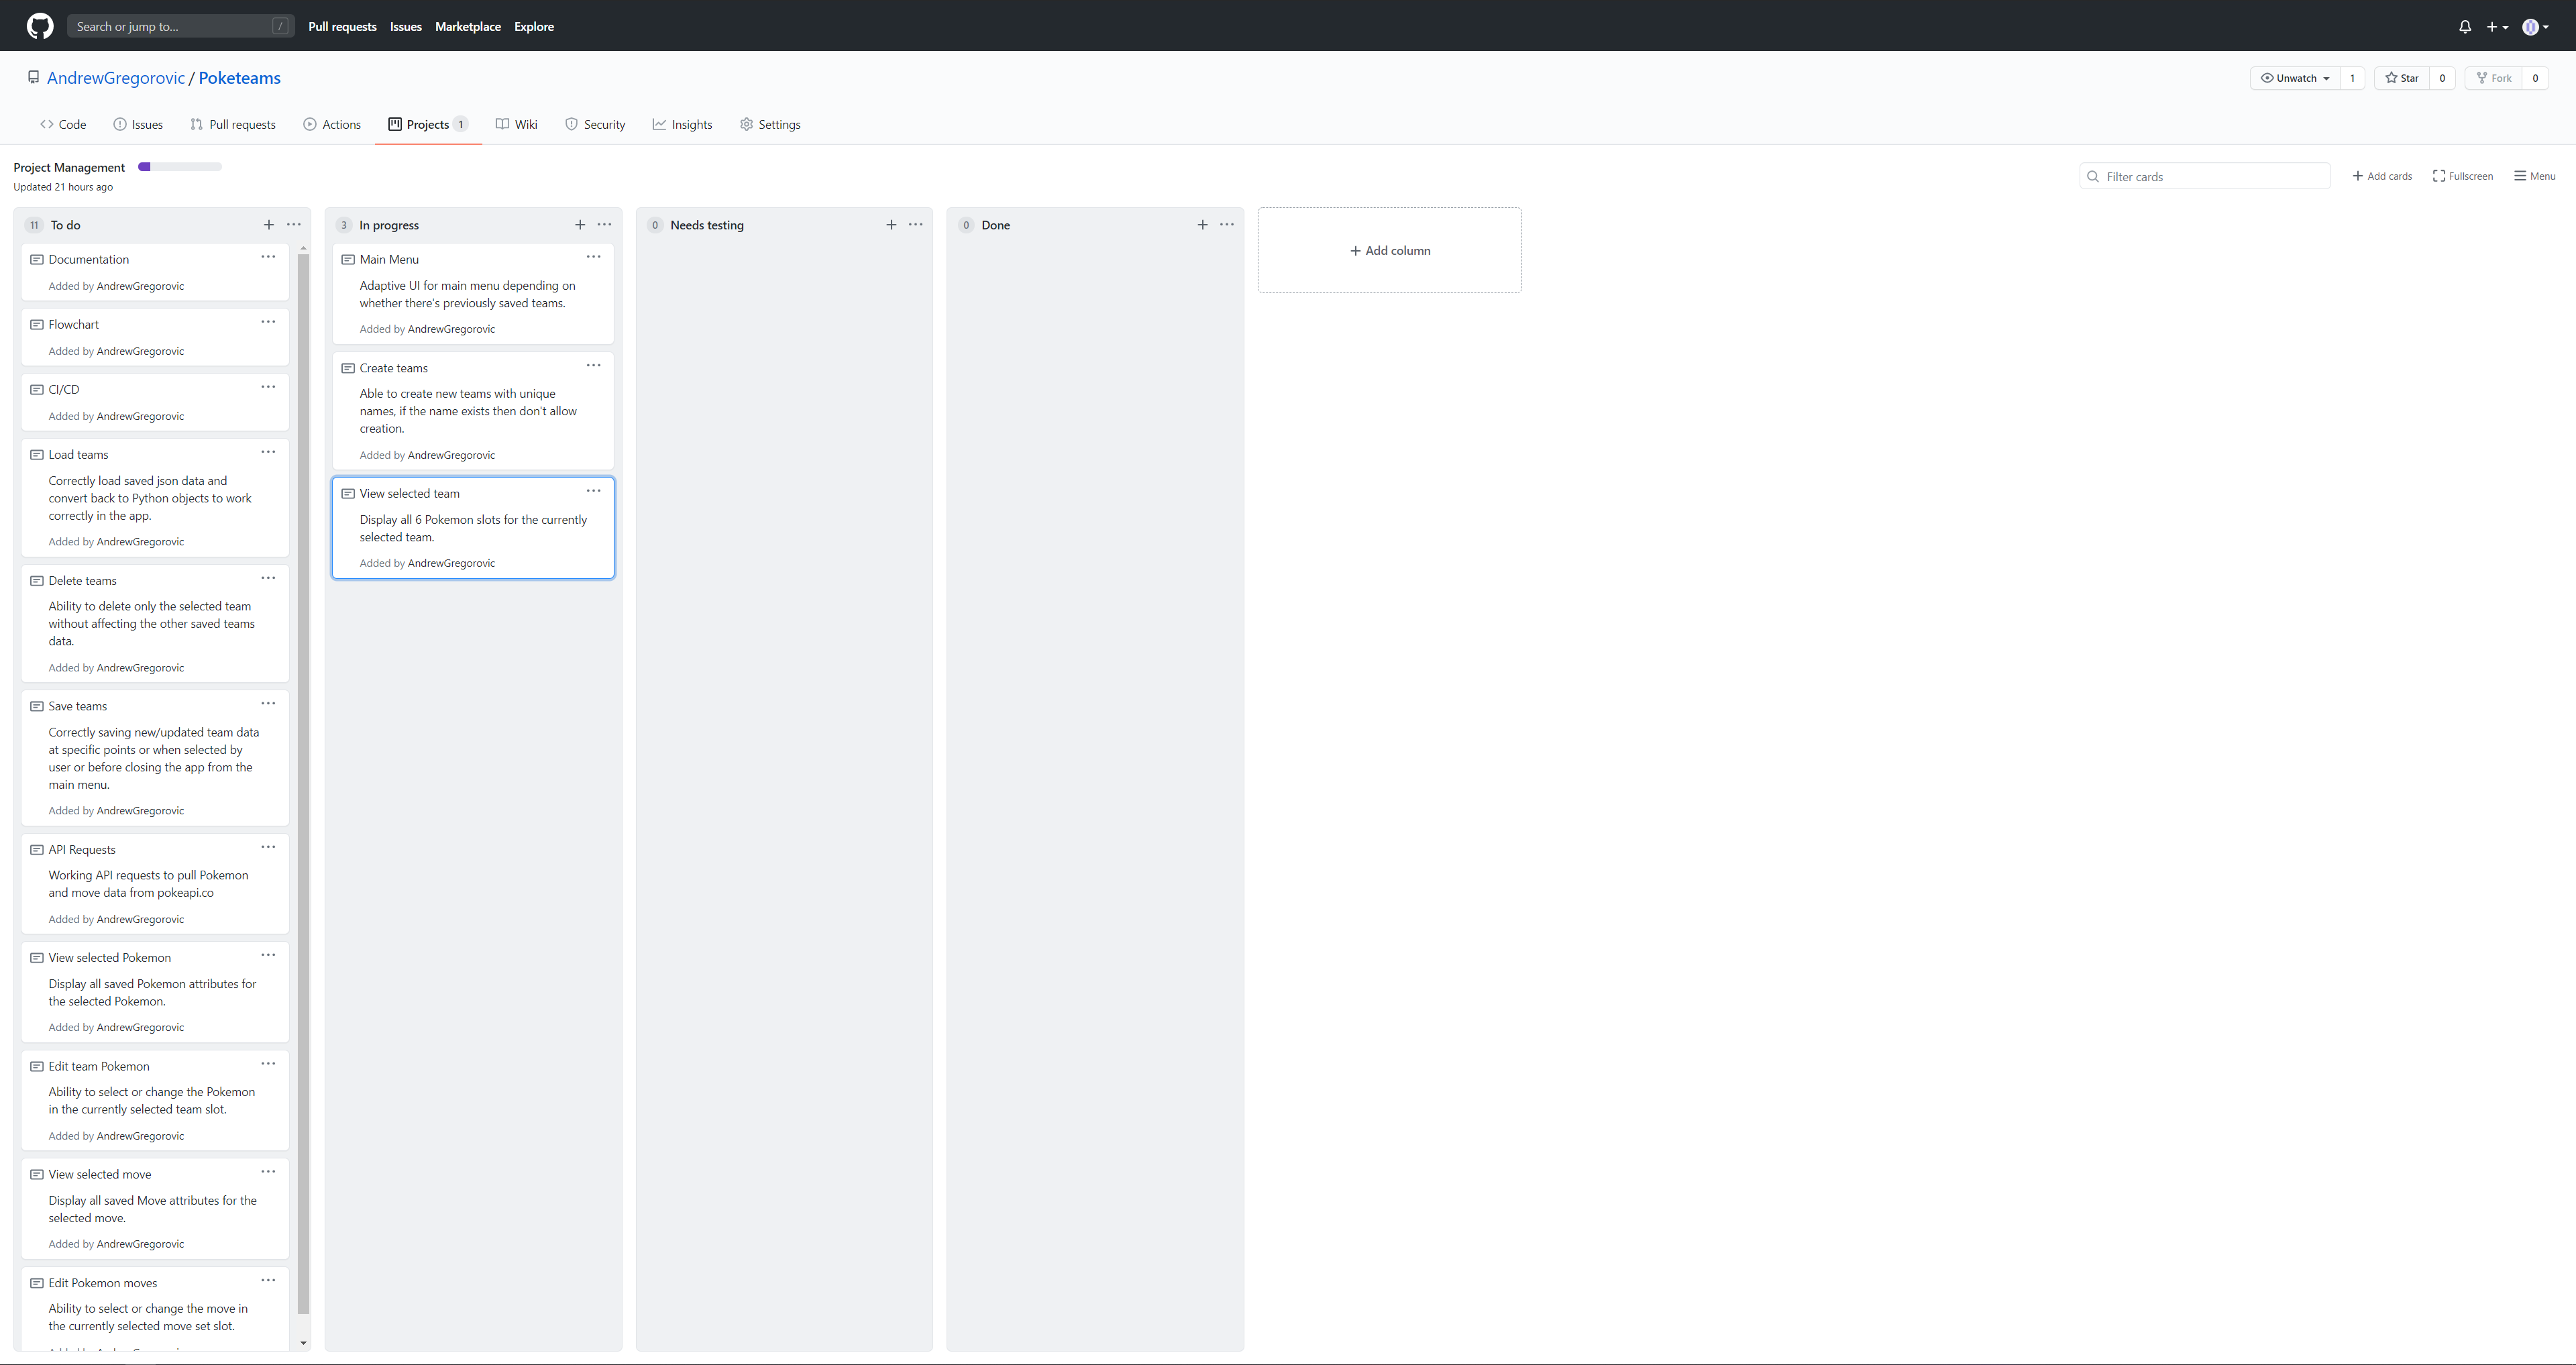 Search or jump to... /
Pull requests Issues Marketplace Explore
AndrewGregorovic / Poketeams
Unwatch 1 Star 0 Fork 0
Code Issues Pull requests Actions Projects 1 Wiki Security Insights Settings
Project Management
Updated 21 hours ago
Filter cards
Add cards Fullscreen Menu
11 To do
Documentation
Added by AndrewGregorovic
Flowchart
Added by AndrewGregorovic
CI/CD
Added by AndrewGregorovic
Load teams
Correctly load saved json data and
convert back to Python objects to work
correctly in the app.
Added by AndrewGregorovic
Delete teams
Ability to delete only the selected team
without affecting the other saved teams
data.
Added by AndrewGregorovic
Save teams
Correctly saving new/updated team data
at specific points or when selected by
user or before closing the app from the
main menu.
Added by AndrewGregorovic
API Requests
Working API requests to pull Pokemon
and move data from pokeapi.co
Added by AndrewGregorovic
View selected Pokemon
Display all saved Pokemon attributes for
the selected Pokemon.
Added by AndrewGregorovic
Edit team Pokemon
Ability to select or change the Pokemon
in the currently selected team slot.
Added by AndrewGregorovic
View selected move
Display all saved Move attributes for the
selected move.
Added by AndrewGregorovic
Edit Pokemon moves
Ability to select or change the move in
the currently selected move set slot.
3 In progress
Main Menu
Adaptive UI for main menu depending on
whether there's previously saved teams.
Added by AndrewGregorovic
Create teams
Able to create new teams with unique
names, if the name exists then don't allow
creation.
Added by AndrewGregorovic
View selected team
Display all 6 Pokemon slots for the currently
selected team.
Added by AndrewGregorovic
0 Needs testing
0 Done
Add column